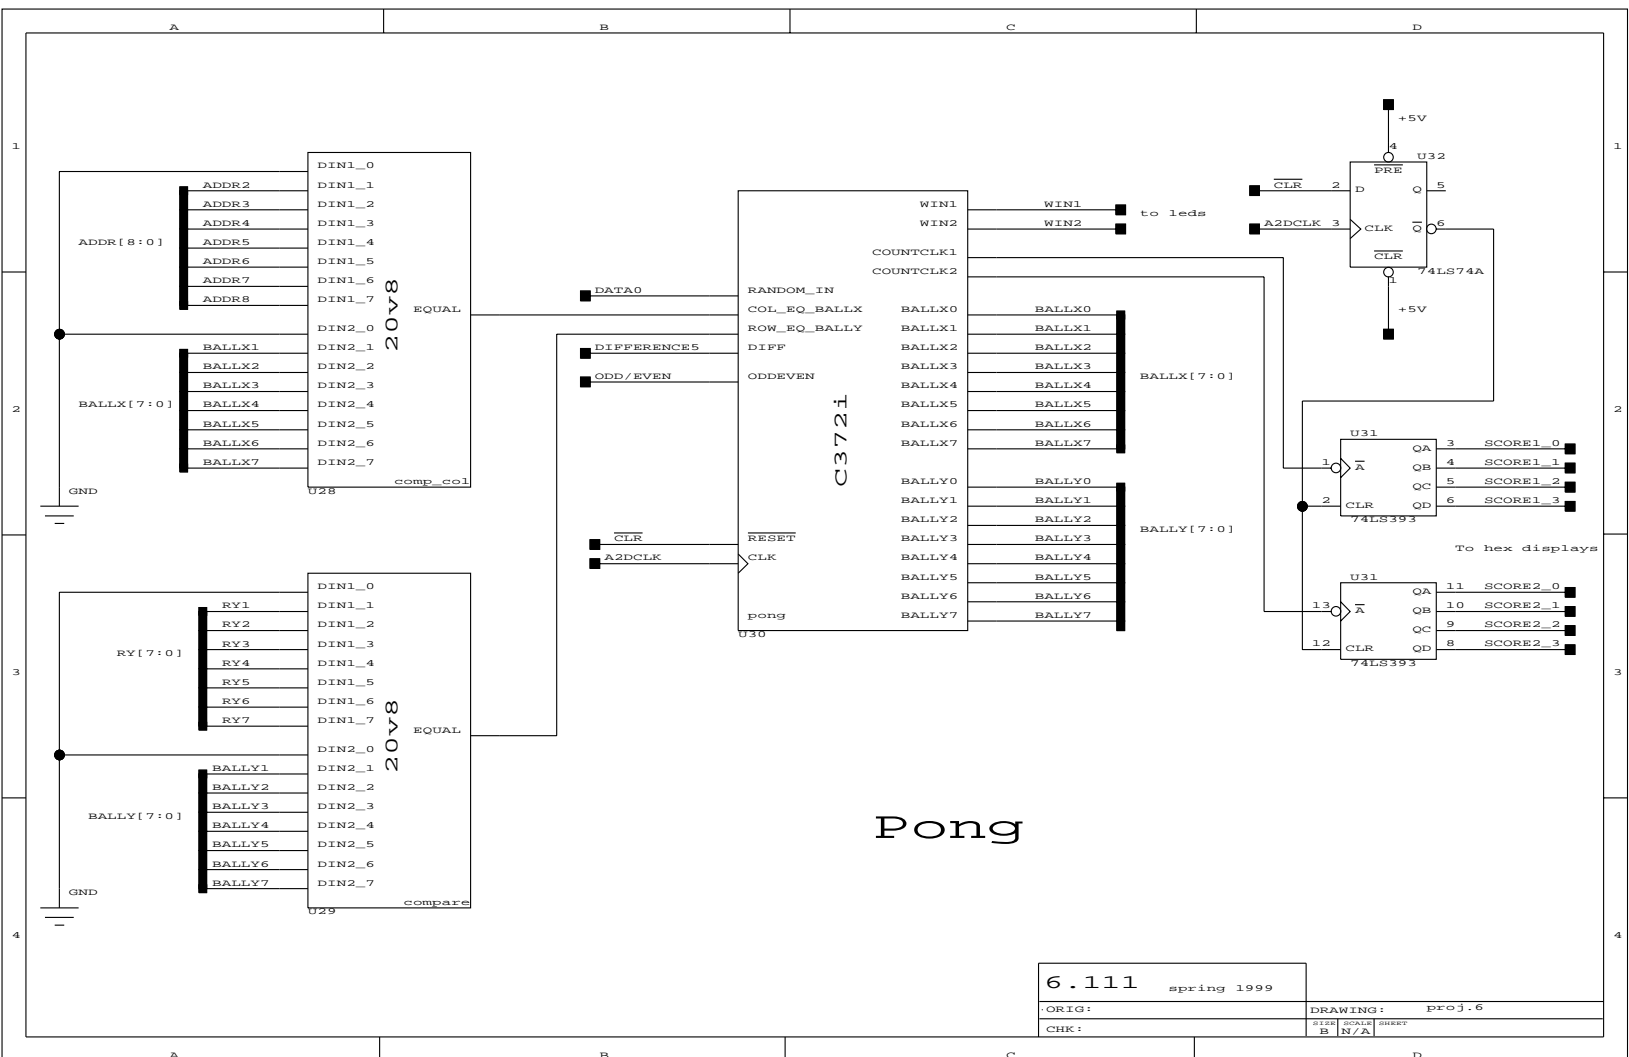 A B C D
1 1
+5V
4
U32
PRE
CLR 2 D Q 5
A2DCLK 3 CLK Q 6
CLR
74LS74A
1
+5V
DIN1_0
ADDR2 DIN1_1
ADDR3 DIN1_2
ADDR4 DIN1_3
ADDR[8:0]
ADDR5 DIN1_4
ADDR6 DIN1_5
ADDR7 DIN1_6
ADDR8 DIN1_7
20v8
EQUAL
DIN2_0
BALLX1 DIN2_1
BALLX2 DIN2_2
BALLX3 DIN2_3
BALLX[7:0]
BALLX4 DIN2_4
BALLX5 DIN2_5
BALLX6 DIN2_6
BALLX7 DIN2_7
comp_col
GND
U28
WIN1 WIN1
WIN2 WIN2
to leds
COUNTCLK1
COUNTCLK2
DATA0 RANDOM_IN
COL_EQ_BALLX BALLX0 BALLX0
ROW_EQ_BALLY BALLX1 BALLX1
DIFFERENCE5 DIFF BALLX2 BALLX2
BALLX3 BALLX3
ODD/EVEN ODDEVEN BALLX4 BALLX4
BALLX[7:0]
BALLX5 BALLX5
BALLX6 BALLX6
BALLX7 BALLX7
C372i
BALLY0 BALLY0
BALLY1 BALLY1
BALLY2 BALLY2
BALLY[7:0]
CLR RESET BALLY3 BALLY3
A2DCLK CLK BALLY4 BALLY4
BALLY5 BALLY5
BALLY6 BALLY6
pong BALLY7 BALLY7
U30
2 2
U31
QA 3 SCORE1_0
1 A QB 4 SCORE1_1
QC 5 SCORE1_2
2 CLR QD 6 SCORE1_3
74LS393
To hex displays
U31
QA 11 SCORE2_0
13 A QB 10 SCORE2_1
QC 9 SCORE2_2
12 CLR QD 8 SCORE2_3
74LS393
3 3
DIN1_0
RY1 DIN1_1
RY2 DIN1_2
RY3 DIN1_3
RY[7:0]
RY4 DIN1_4
RY5 DIN1_5
RY6 DIN1_6
RY7 DIN1_7
20v8
EQUAL
DIN2_0
BALLY1 DIN2_1
BALLY2 DIN2_2
BALLY3 DIN2_3
BALLY[7:0]
BALLY4 DIN2_4
BALLY5 DIN2_5
BALLY6 DIN2_6
BALLY7 DIN2_7
compare
GND
U29
Pong
4 4
6.111 spring 1999
ORIG: DRAWING: proj.6
CHK: SIZE SCALE SHEET
B N/A
A B C D